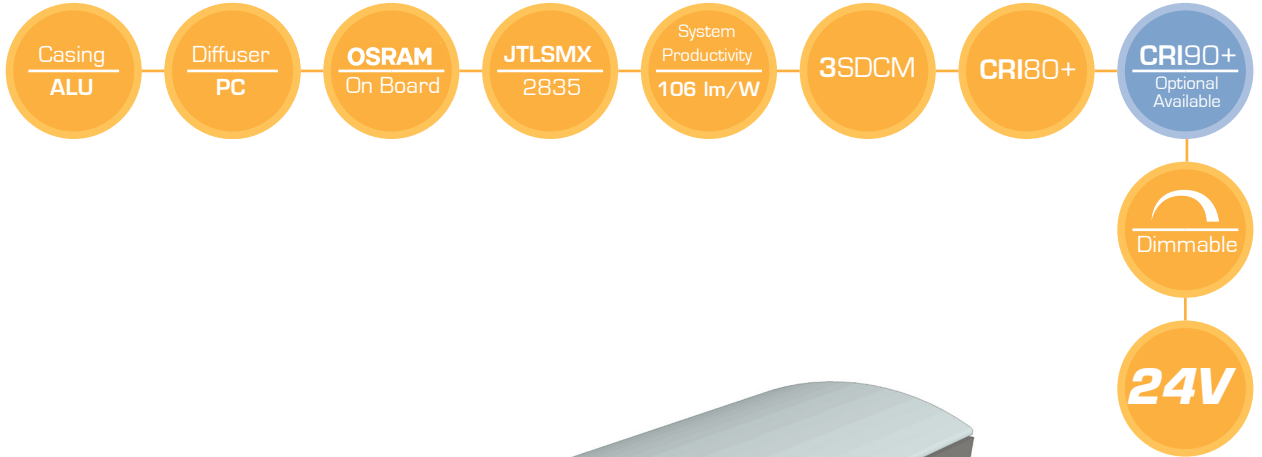 Casing
ALU
Diffuser
PC
OSRAM
On Board
JTLSMX
2835
System
Productivity
106 lm/W
3SDCM
CRI80+
CRI90+
Optional
Available
Dimmable
24V